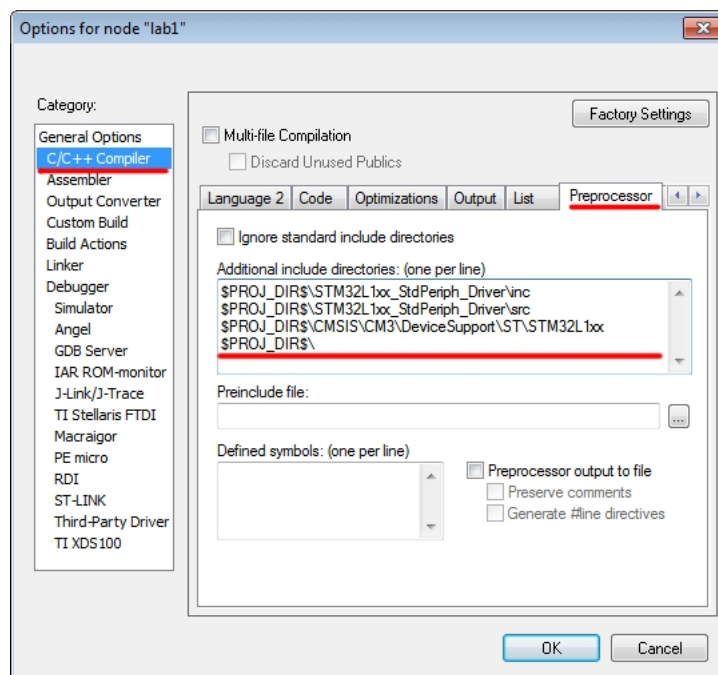 Options for node "lab1"
Category:
General Options
C/C++ Compiler
Assembler
Output Converter
Custom Build
Build Actions
Linker
Debugger
Simulator
Angel
GDB Server
IAR ROM-monitor
J-Link/J-Trace
TI Stellaris FTDI
Macraigor
PE micro
RDI
ST-LINK
Third-Party Driver
TI XDS100
Factory Settings
Multi-file Compilation
Discard Unused Publics
Language 2 Code Optimizations Output List Preprocessor
Ignore standard include directories
Additional include directories: (one per line)
$PROJ_DIR$\STM32L1xx_StdPeriph_Driver\inc
$PROJ_DIR$\STM32L1xx_StdPeriph_Driver\src
$PROJ_DIR$\CMSIS\CM3\DeviceSupport\ST\STM32L1xx
$PROJ_DIR$\
Preinclude file:
...
Defined symbols: (one per line)
Preprocessor output to file
Preserve comments
Generate #line directives
OK Cancel